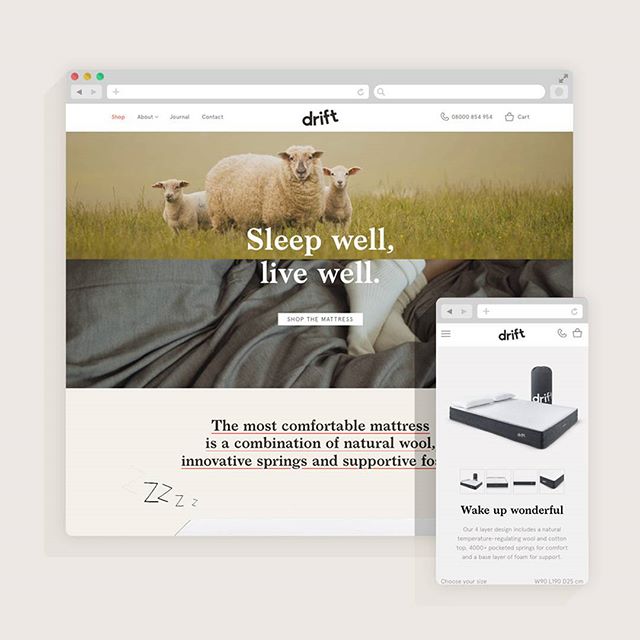 Shop About Journal Contact drift 08000 854 954 Cart
Sleep well,
live well.
SHOP THE MATTRESS
The most comfortable mattress
is a combination of natural wool,
innovative springs and supportive fo
ZZzz
drift
drift
drift
Wake up wonderful
Our 4 layer design includes a natural
temperature-regulating wool and cotton
top, 4000+ pocketed springs for comfort
and a base layer of foam for support.
Choose your size W90 L190 D25 cm